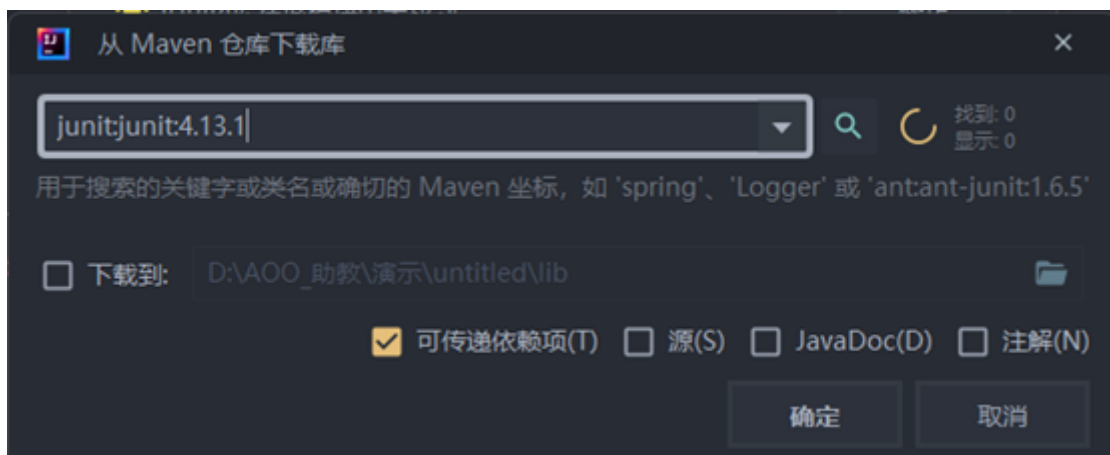 从 Maven 仓库下载库
junit:junit:4.13.1
找到: 0
显示: 0
用于搜索的关键字或类名或确切的 Maven 坐标，如 'spring'、'Logger' 或 'ant:ant-junit:1.6.5'
下载到: D:\AOO_助教\演示\untitled\lib
可传递依赖项(T) 源(S) JavaDoc(D) 注解(N)
确定 取消